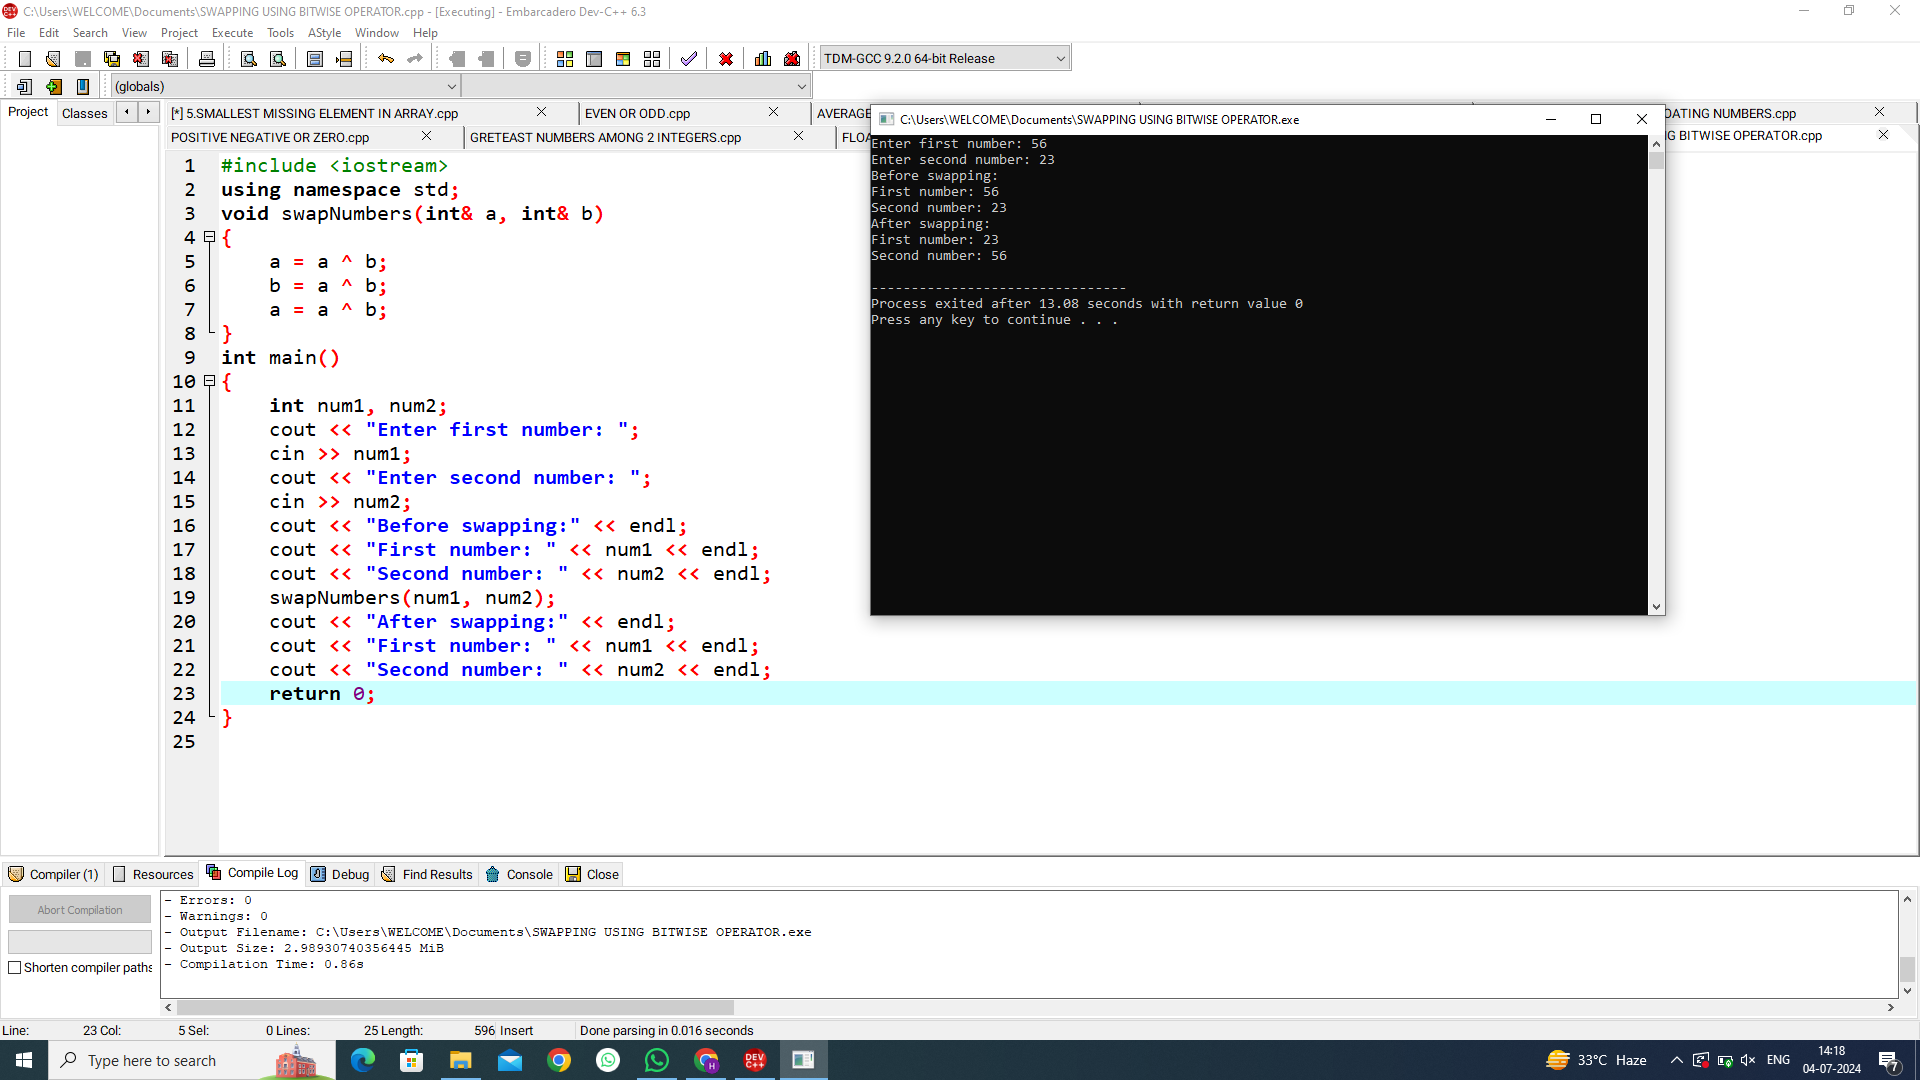 C:\Users\WELCOME\Documents\SWAPPING USING BITWISE OPERATOR.cpp - [Executing] - Embarcadero Dev-C++ 6.3
File Edit Search View Project Execute Tools AStyle Window Help
TDM-GCC 9.2.0 64-bit Release
(globals)
Project Classes
[*] 5.SMALLEST MISSING ELEMENT IN ARRAY.cpp EVEN OR ODD.cpp AVERAGE OATING NUMBERS.cpp
POSITIVE NEGATIVE OR ZERO.cpp GRETEAST NUMBERS AMONG 2 INTEGERS.cpp FLO G BITWISE OPERATOR.cpp
1 #include <iostream>
2 using namespace std;
3 void swapNumbers(int& a, int& b)
4 {
5 a = a ^ b;
6 b = a ^ b;
7 a = a ^ b;
8 }
9 int main()
10 {
11 int num1, num2;
12 cout << "Enter first number: ";
13 cin >> num1;
14 cout << "Enter second number: ";
15 cin >> num2;
16 cout << "Before swapping:" << endl;
17 cout << "First number: " << num1 << endl;
18 cout << "Second number: " << num2 << endl;
19 swapNumbers(num1, num2);
20 cout << "After swapping:" << endl;
21 cout << "First number: " << num1 << endl;
22 cout << "Second number: " << num2 << endl;
23 return 0;
24 }
25
C:\Users\WELCOME\Documents\SWAPPING USING BITWISE OPERATOR.exe
Enter first number: 56
Enter second number: 23
Before swapping:
First number: 56
Second number: 23
After swapping:
First number: 23
Second number: 56
--------------------------------
Process exited after 13.08 seconds with return value 0
Press any key to continue . . .
Compiler (1) Resources Compile Log Debug Find Results Console Close
Abort Compilation
Shorten compiler paths
- Errors: 0
- Warnings: 0
- Output Filename: C:\Users\WELCOME\Documents\SWAPPING USING BITWISE OPERATOR.exe
- Output Size: 2.98930740356445 MiB
- Compilation Time: 0.86s
Line: 23 Col: 5 Sel: 0 Lines: 25 Length: 596 Insert Done parsing in 0.016 seconds
Type here to search
DEV C++
H
33°C Haze
ENG
14:18
04-07-2024
7